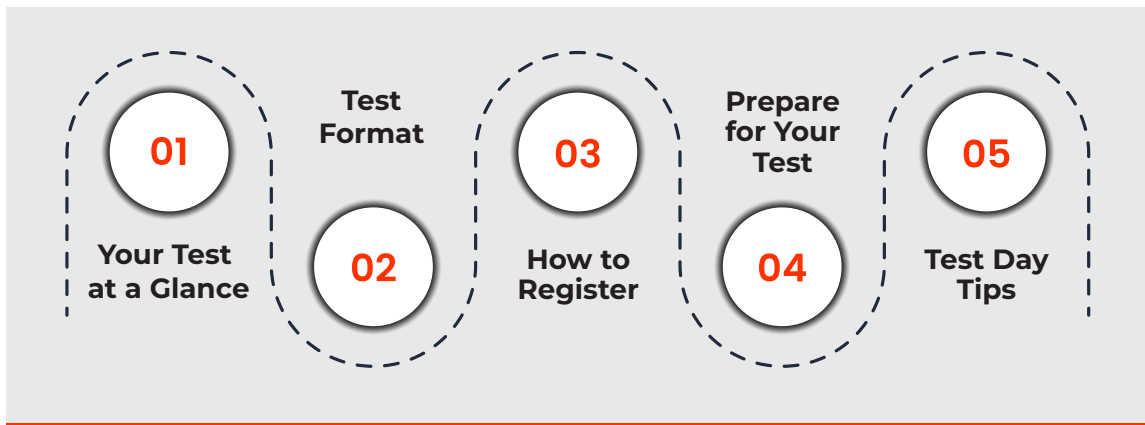 01
Your Test
at a Glance
Test
Format
02
03
How to
Register
Prepare
for Your
Test
04
05
Test Day
Tips